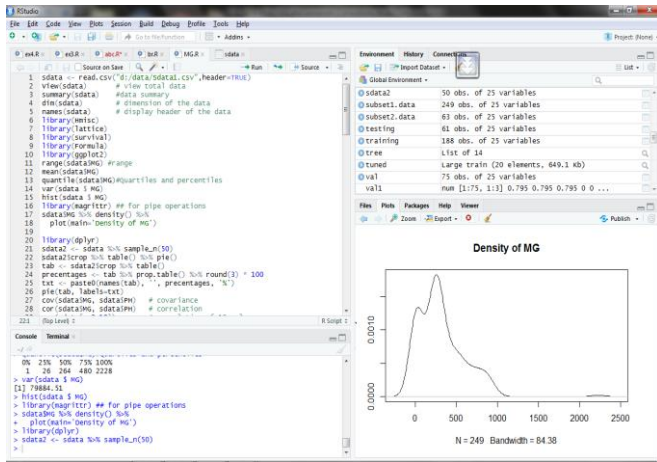 RStudio
File Edit Code View Plots Session Build Debug Profile Tools Help
Go to file/function
Addins
Project: (None)
ex4.R
ex3.R
abc.R*
br.R
MG.R
sdata
Source on Save
Run
Source
1 sdata <- read.csv("d:/data/sdata1.csv",header=TRUE)
2 view(sdata) # view total data
3 summary(sdata) #data summary
4 dim(sdata) # dimension of the data
5 names(sdata) # display header of the data
6 library(Hmisc)
7 library(lattice)
8 library(survival)
9 library(Formula)
10 library(ggplot2)
11 range(sdata$MG) #range
12 mean(sdata$MG)
13 quantile(sdata$MG)#Quartiles and percentiles
14 var(sdata $ MG)
15 hist(sdata $ MG)
16 library(magrittr) ## for pipe operations
17 sdata$MG %>% density() %>%
18 plot(main='Density of MG')
19
20 library(dplyr)
21 sdata2 <- sdata %>% sample_n(50)
22 sdata2$crop %>% table() %>% pie()
23 tab <- sdata2$crop %>% table()
24 precentages <- tab %>% prop.table() %>% round(3) * 100
25 txt <- paste0(names(tab), '', precentages, '%')
26 pie(tab, labels=txt)
27 cov(sdata$MG, sdata$PH) # covariance
28 cor(sdata$MG, sdata$PH) # correlation
22:1 (Top Level) R Script
Console Terminal
0% 25% 50% 75% 100%
1 26 264 480 2228
> var(sdata $ MG)
[1] 79884.51
> hist(sdata $ MG)
> library(magrittr) ## for pipe operations
> sdata$MG %>% density() %>%
+ plot(main='Density of MG')
> library(dplyr)
> sdata2 <- sdata %>% sample_n(50)
>
Environment History Connections
Import Dataset
List
Global Environment
sdata2 50 obs. of 25 variables
subset1.data 249 obs. of 25 variables
subset2.data 63 obs. of 25 variables
testing 61 obs. of 25 variables
training 188 obs. of 25 variables
tree List of 14
tuned Large train (20 elements, 649.1 Kb)
val 75 obs. of 25 variables
val1 num [1:75, 1:3] 0.795 0.795 0.795 0 0 ...
Files Plots Packages Help Viewer
Zoom Export Publish
Density of MG
0.0010
0.0000
0 500 1000 1500 2000 2500
N = 249 Bandwidth = 84.38